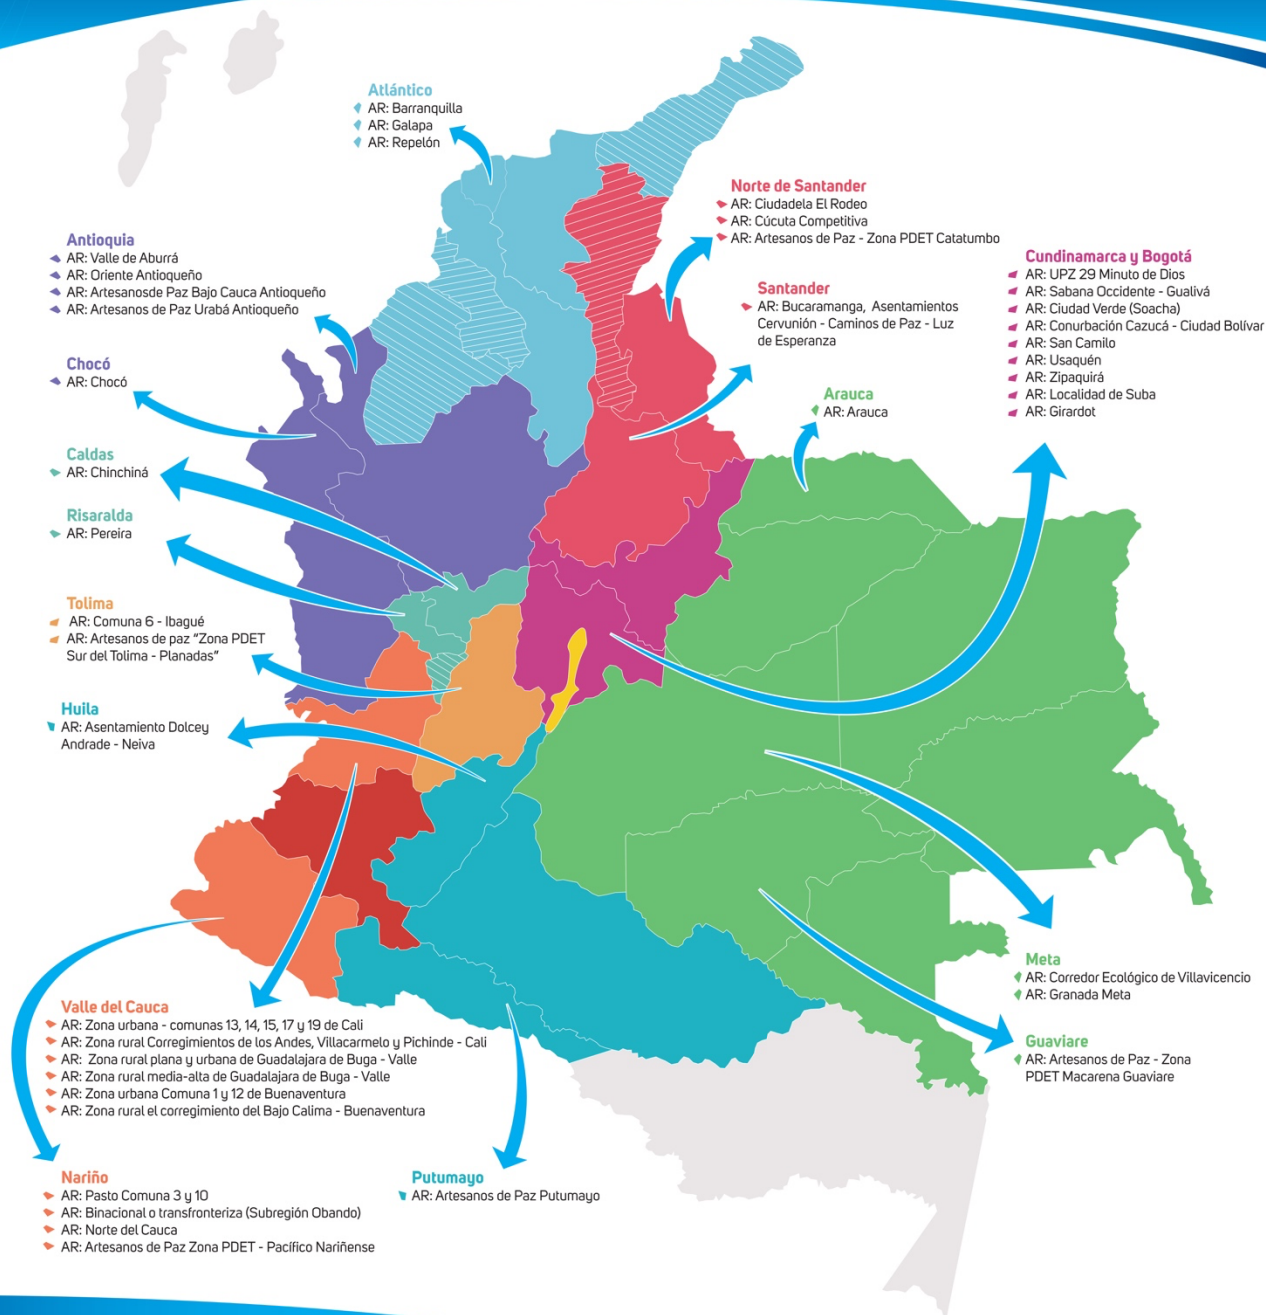 Atlántico
AR: Barranquilla
AR: Galapa
AR: Repelón
Norte de Santander
AR: Ciudadela El Rodeo
AR: Cúcuta Competitiva
AR: Artesanos de Paz - Zona PDET Catatumbo
Antioquia
AR: Valle de Aburrá
AR: Oriente Antioqueño
AR: Artesanosde Paz Bajo Cauca Antioqueño
AR: Artesanos de Paz Urabá Antioqueño
Cundinamarca y Bogotá
AR: UPZ 29 Minuto de Dios
AR: Sabana Occidente - Gualivá
AR: Ciudad Verde (Soacha)
AR: Conurbación Cazucá - Ciudad Bolívar
AR: San Camilo
AR: Usaquén
AR: Zipaquirá
AR: Localidad de Suba
AR: Girardot
Santander
AR: Bucaramanga, Asentamientos
Cervunión - Caminos de Paz - Luz
de Esperanza
Chocó
AR: Chocó
Arauca
AR: Arauca
Caldas
AR: Chinchiná
Risaralda
AR: Pereira
Tolima
AR: Comuna 6 - Ibagué
AR: Artesanos de paz “Zona PDET
Sur del Tolima - Planadas”
Huila
AR: Asentamiento Dolcey
Andrade - Neiva
Meta
AR: Corredor Ecológico de Villavicencio
AR: Granada Meta
Valle del Cauca
AR: Zona urbana - comunas 13, 14, 15, 17 y 19 de Cali
AR: Zona rural Corregimientos de los Andes, Villacarmelo y Pichinde - Cali
AR: Zona rural plana y urbana de Guadalajara de Buga - Valle
AR: Zona rural media-alta de Guadalajara de Buga - Valle
AR: Zona urbana Comuna 1 y 12 de Buenaventura
AR: Zona rural el corregimiento del Bajo Calima - Buenaventura
Guaviare
AR: Artesanos de Paz - Zona
PDET Macarena Guaviare
Nariño
AR: Pasto Comuna 3 y 10
AR: Binacional o transfronteriza (Subregión Obando)
AR: Norte del Cauca
AR: Artesanos de Paz Zona PDET - Pacífico Nariñense
Putumayo
AR: Artesanos de Paz Putumayo